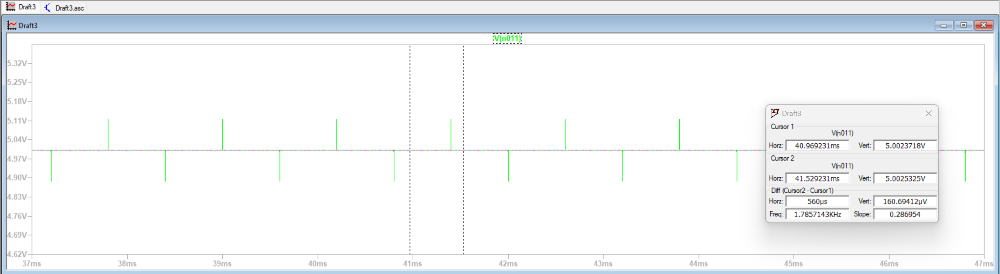 Draft3 Draft3.asc
Draft3
V(n011)
5.32V
5.25V
5.18V
5.11V
5.04V
4.97V
4.90V
4.83V
4.76V
4.69V
4.62V
37ms 38ms 39ms 40ms 41ms 42ms 43ms 44ms 45ms 46ms 47ms
Draft3
Cursor 1
V(n011)
Horz: 40.969231ms Vert: 5.0023718V
Cursor 2
V(n011)
Horz: 41.529231ms Vert: 5.0025325V
Diff (Cursor2 - Cursor1)
Horz: 560µs Vert: 160.69412µV
Freq: 1.7857143KHz Slope: 0.286954